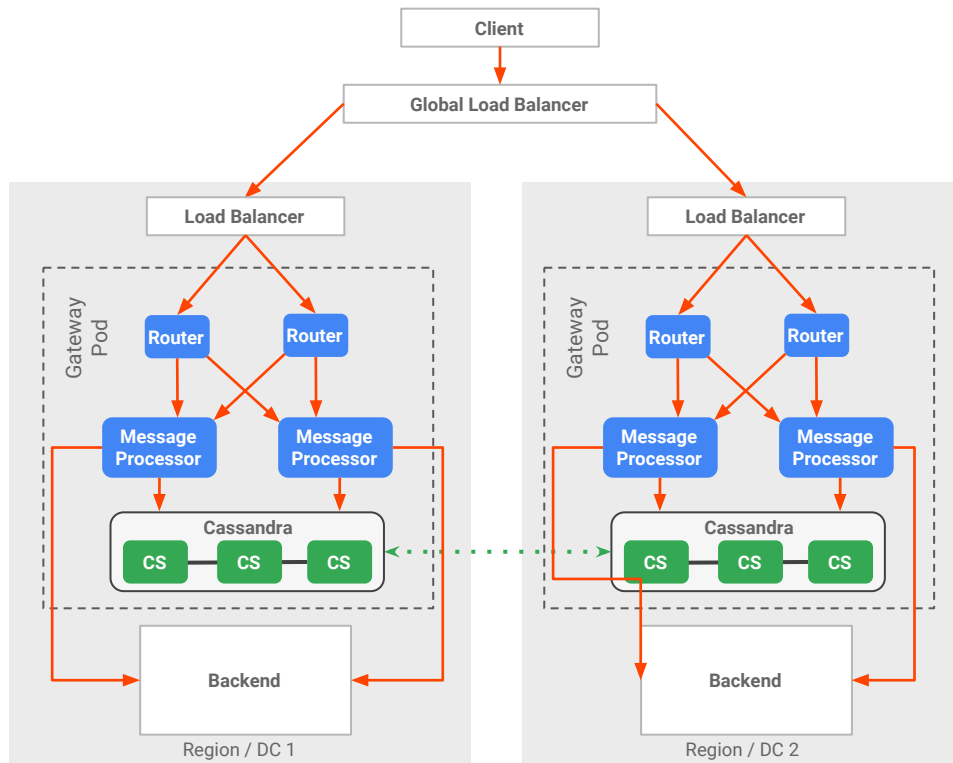 Client
Global Load Balancer
Load Balancer
Gateway
Pod
Router
Router
Message
Processor
Message
Processor
Cassandra
CS
CS
CS
Backend
Region / DC 1
Load Balancer
Gateway
Pod
Router
Router
Message
Processor
Message
Processor
Cassandra
CS
CS
CS
Backend
Region / DC 2